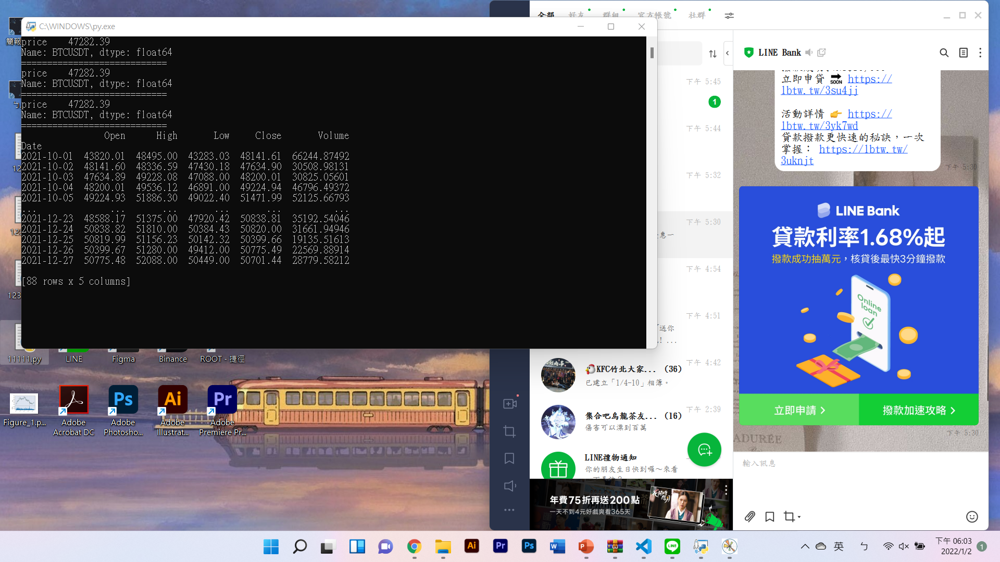 C:\WINDOWS\py.exe
price    47282.39
Name: BTCUSDT, dtype: float64
============================
price    47282.39
Name: BTCUSDT, dtype: float64
============================
price    47282.39
Name: BTCUSDT, dtype: float64
============================
Open High Low Close Volume
Date
2021-10-01 43820.01 48495.00 43283.03 48141.61 66244.87492
2021-10-02 48141.60 48336.59 47430.18 47634.90 30508.98131
2021-10-03 47634.89 49228.08 47088.00 48200.01 30825.05601
2021-10-04 48200.01 49536.12 46891.00 49224.94 46796.49372
2021-10-05 49224.93 51886.30 49022.40 51471.99 52125.66793
... ... ... ... ... ...
2021-12-23 48588.17 51375.00 47920.42 50838.81 35192.54046
2021-12-24 50838.82 51810.00 50384.43 50820.00 31661.94946
2021-12-25 50819.99 51156.23 50142.32 50399.66 19135.51613
2021-12-26 50399.67 51280.00 49412.00 50775.49 22569.88914
2021-12-27 50775.48 52088.00 50449.00 50701.44 28779.58212
[88 rows x 5 columns]
簡報
123
11111.py
LINE
Figma
Binance
ROOT - 捷徑
Figure_1.p...
Adobe Acrobat DC
Adobe Photosho...
Adobe Illustrat...
Adobe Premiere Pr...
Ps
Ai
Pr
全部 好友 群組 官方帳號 社群
下午 5:45
1
下午 5:44
下午 5:32
下午 5:30
下午 4:54
下午 4:51
送你
🐔KFC竹北大家... (36)
下午 4:42
已建立「1/4-10」相簿。
集合吧烏龍茶友... (16)
下午 2:39
傷害可以漂到百萬
LINE禮物通知
你的朋友生日快到囉～來看
年費75折再送200點
一天不到4元好戲爽看365天
LINE Bank
立即申貸 🔜 https://
lbtw.tw/3su4jj
活動詳情 👉 https://
lbtw.tw/3yk7wd
貸款撥款更快速的秘訣，一次
掌握： https://lbtw.tw/
3uknjt
下午 5:30
LINE Bank
貸款利率1.68%起
撥款成功抽萬元，核貸後最快3分鐘撥款
Online
loan
立即申請
撥款加速攻略
下午 5:30
ADURÉE
輸入訊息
Ai
Pr
Ps
W
P
LINE
英
ㄅ
下午 06:03
2022/1/2
1